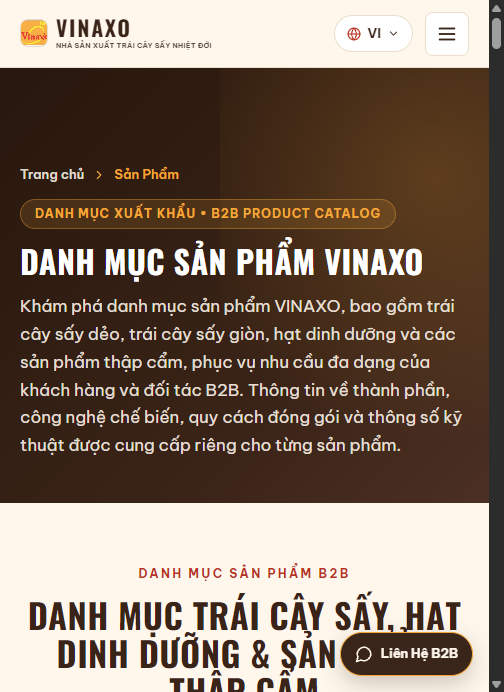 Vinaxo
VINAXO
NHÀ SẢN XUẤT TRÁI CÂY SẤY NHIỆT ĐỚI
VI
Trang chủ > Sản Phẩm
DANH MỤC XUẤT KHẨU • B2B PRODUCT CATALOG
DANH MỤC SẢN PHẨM VINAXO
Khám phá danh mục sản phẩm VINAXO, bao gồm trái
cây sấy dẻo, trái cây sấy giòn, hạt dinh dưỡng và các
sản phẩm thập cẩm, phục vụ nhu cầu đa dạng của
khách hàng và đối tác B2B. Thông tin về thành phần,
công nghệ chế biến, quy cách đóng gói và thông số kỹ
thuật được cung cấp riêng cho từng sản phẩm.
DANH MỤC SẢN PHẨM B2B
DANH MỤC TRÁI CÂY SẤY, HẠT
DINH DƯỠNG & SẢN
THẬP CẨM
Liên Hệ B2B